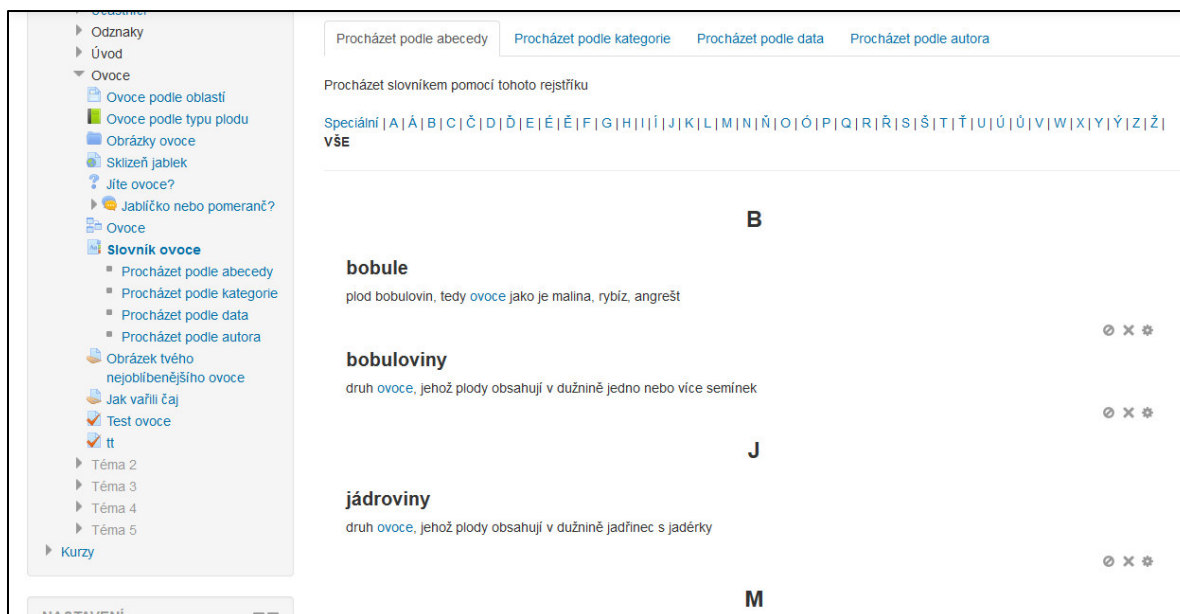 Účastníci
Odznaky
Úvod
Ovoce
Ovoce podle oblastí
Ovoce podle typu plodu
Obrázky ovoce
Sklizeň jablek
Jíte ovoce?
Jablíčko nebo pomeranč?
Ovoce
Slovník ovoce
Procházet podle abecedy
Procházet podle kategorie
Procházet podle data
Procházet podle autora
Obrázek tvého
nejoblíbenějšího ovoce
Jak vařili čaj
Test ovoce
tt
Téma 2
Téma 3
Téma 4
Téma 5
Kurzy
NASTAVENÍ
Procházet podle abecedy Procházet podle kategorie Procházet podle data Procházet podle autora
Procházet slovníkem pomocí tohoto rejstříku
Speciální | A | Á | B | C | Č | D | Ď | E | É | Ě | F | G | H | I | Í | J | K | L | M | N | Ň | O | Ó | P | Q | R | Ř | S | Š | T | Ť | U | Ú | Ů | V | W | X | Y | Ý | Z | Ž |
VŠE
B
bobule
plod bobulovin, tedy ovoce jako je malina, rybíz, angrešt
bobuloviny
druh ovoce, jehož plody obsahují v dužnině jedno nebo více semínek
J
jádroviny
druh ovoce, jehož plody obsahují v dužnině jadřinec s jadérky
M